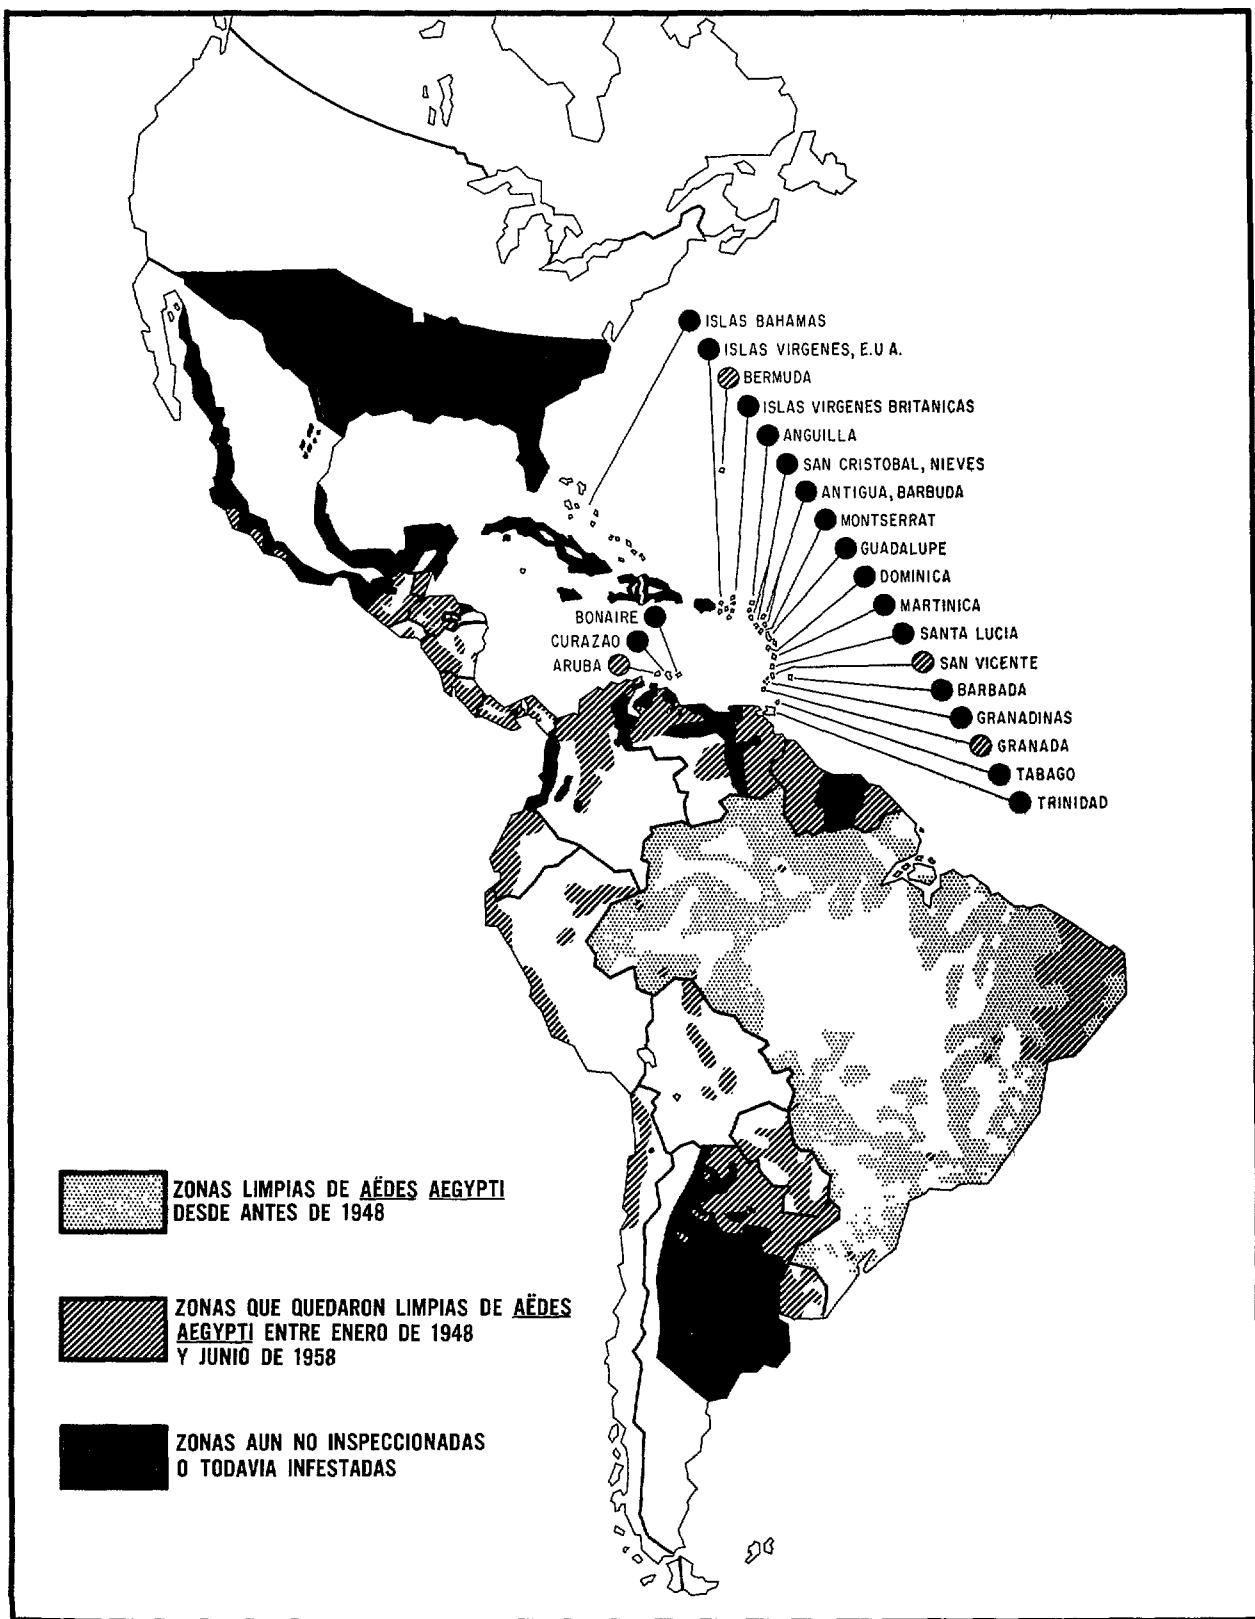 ISLAS BAHAMAS
ISLAS VIRGENES, E.U A.
BERMUDA
ISLAS VIRGENES BRITANICAS
ANGUILLA
SAN CRISTOBAL, NIEVES
ANTIGUA, BARBUDA
MONTSERRAT
GUADALUPE
DOMINICA
MARTINICA
SANTA LUCIA
SAN VICENTE
BARBADA
GRANADINAS
GRANADA
TABAGO
TRINIDAD
BONAIRE
CURAZAO
ARUBA
ZONAS LIMPIAS DE AËDES AEGYPTI
DESDE ANTES DE 1948
ZONAS QUE QUEDARON LIMPIAS DE AËDES
AEGYPTI ENTRE ENERO DE 1948
Y JUNIO DE 1958
ZONAS AUN NO INSPECCIONADAS
O TODAVIA INFESTADAS